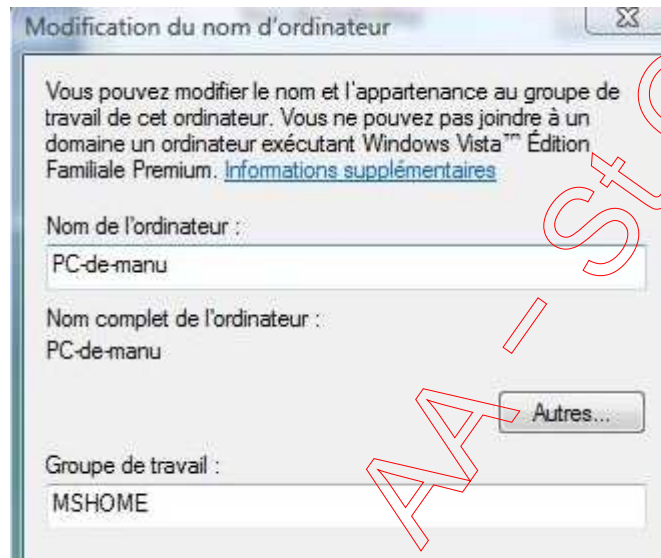 Modification du nom d'ordinateur
Vous pouvez modifier le nom et l'appartenance au groupe de
travail de cet ordinateur. Vous ne pouvez pas joindre à un
domaine un ordinateur exécutant Windows Vista™ Édition
Familiale Premium. Informations supplémentaires
Nom de l'ordinateur :
PC-de-manu
Nom complet de l'ordinateur :
PC-de-manu
Autres...
Groupe de travail :
MSHOME
AA - St